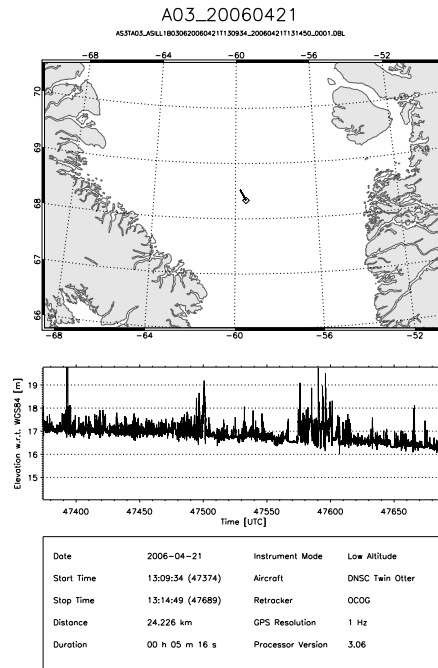 A03_20060421
AS3TA03_ASILL1B030620060421T130934_20060421T131450_0001.DBL
-68 -64 -60 -56 -52
70
69
68
67
66
-68 -64 -60 -56 -52
Elevation w.r.t. WGS84 [m]
19
18
17
16
15
47400 47450 47500 47550 47600 47650
Time [UTC]
Date 2006-04-21 Instrument Mode Low Altitude
Start Time 13:09:34 (47374) Aircraft DNSC Twin Otter
Stop Time 13:14:49 (47689) Retracker OCOG
Distance 24.226 km GPS Resolution 1 Hz
Duration 00 h 05 m 16 s Processor Version 3.06